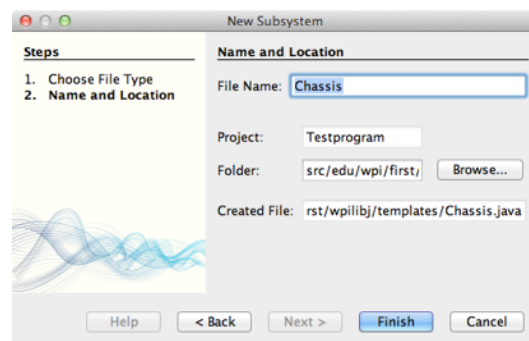 New Subsystem
Steps
1. Choose File Type
2. Name and Location
Name and Location
File Name: Chassis
Project: Testprogram
Folder: src/edu/wpi/first/ Browse...
Created File: rst/wpilibj/templates/Chassis.java
Help < Back Next > Finish Cancel